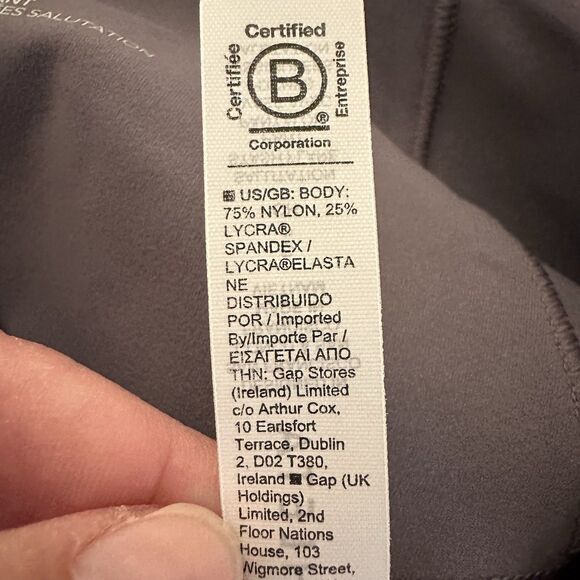 ES SALUTATION
Certified
Certifiée
B
®
Entreprise
Corporation
US/GB: BODY:
75% NYLON, 25%
LYCRA®
SPANDEX /
LYCRA®ELASTA
NE
DISTRIBUIDO
POR / Imported
By/Importe Par /
ΕΙΣΑΓΕΤΑΙ ΑΠΟ
ΤΗΝ: Gap Stores
(Ireland) Limited
c/o Arthur Cox,
10 Earlsfort
Terrace, Dublin
2, D02 T380,
Ireland Gap (UK
Holdings)
Limited, 2nd
Floor Nations
House, 103
Wigmore Street,